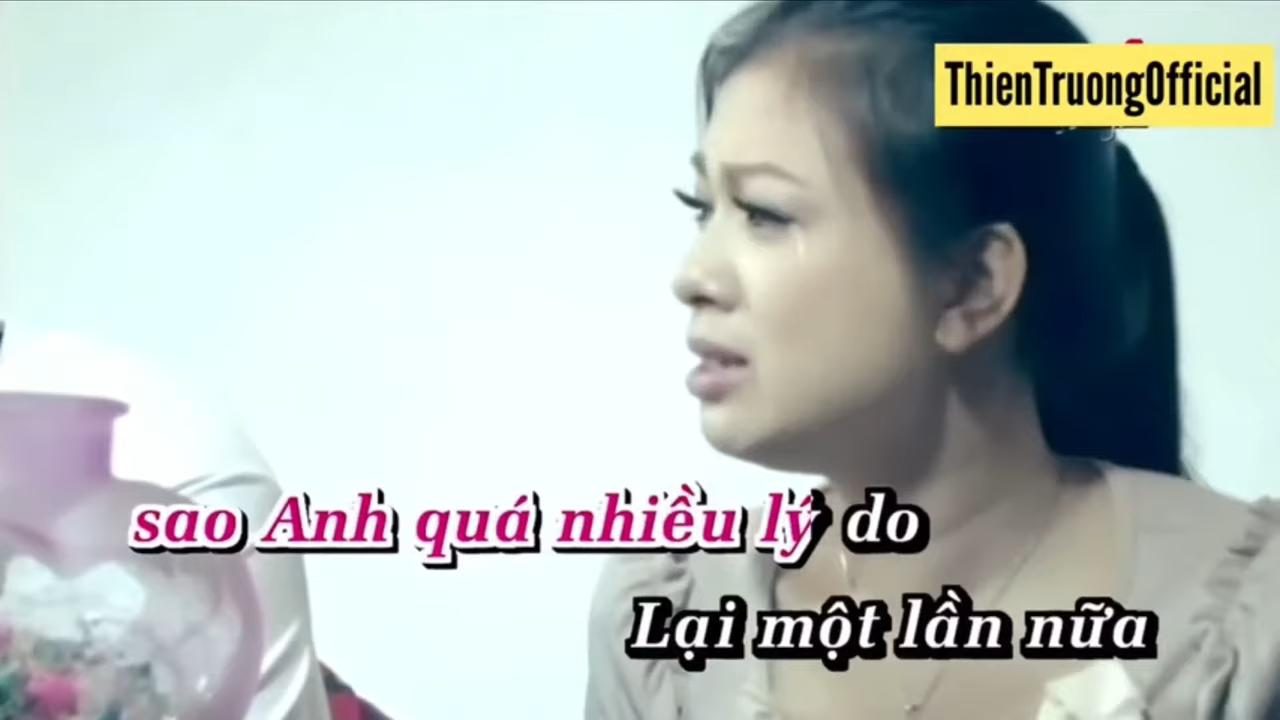 ThienTruongOfficial
sao Anh quá nhiều lý do
Lại một lần nữa